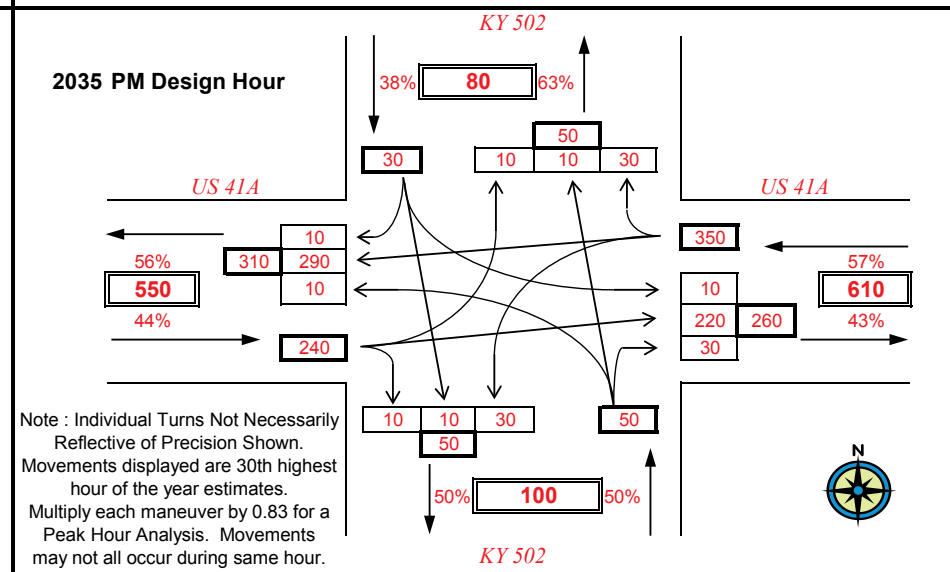 KY 502
2035 PM Design Hour
38% 80 63%
50
30 10 10 30
US 41A US 41A
10 350
56% 310 290 57%
550 10 10 610
44% 220 260 43%
240 30
10 10 30 50
50
Note : Individual Turns Not Necessarily
Reflective of Precision Shown.
Movements displayed are 30th highest
hour of the year estimates.
Multiply each maneuver by 0.83 for a
Peak Hour Analysis. Movements
may not all occur during same hour.
50% 100 50%
N
KY 502